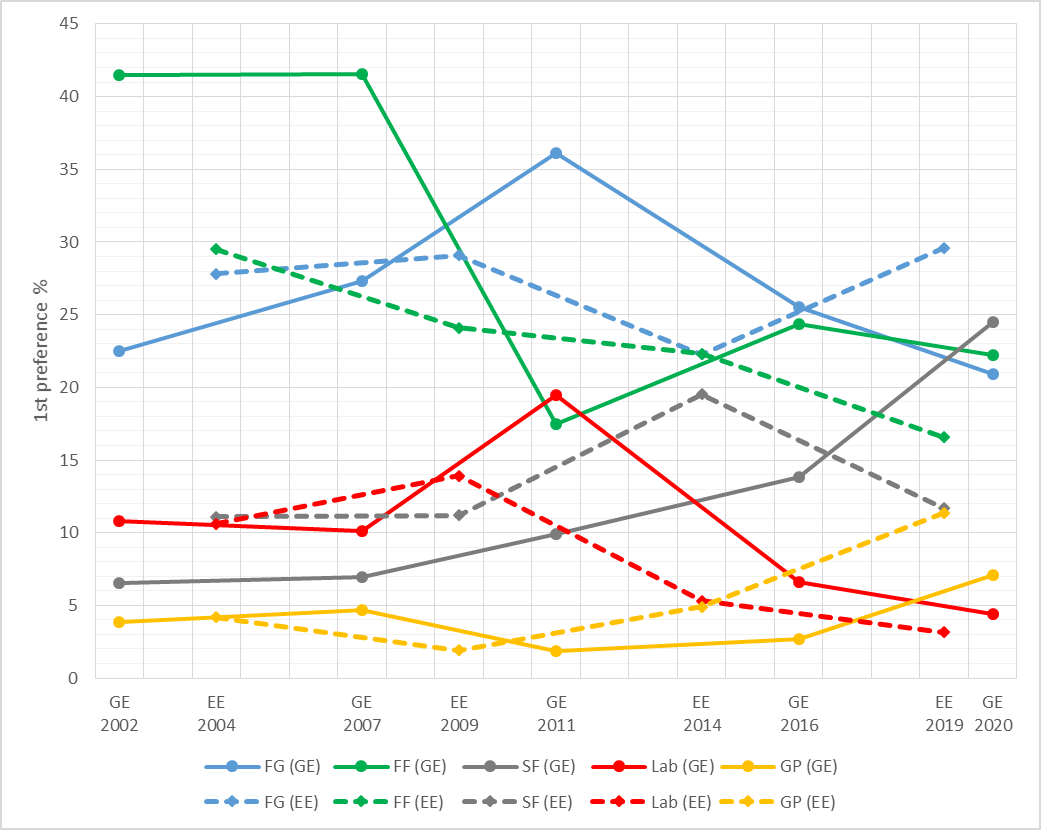 45
40
35
30
25
20
15
10
5
0
1st preference %
GE EE GE EE GE EE GE EE GE
2002 2004 2007 2009 2011 2014 2016 2019 2020
FG (GE) FF (GE) SF (GE) Lab (GE) GP (GE)
FG (EE) FF (EE) SF (EE) Lab (EE) GP (EE)